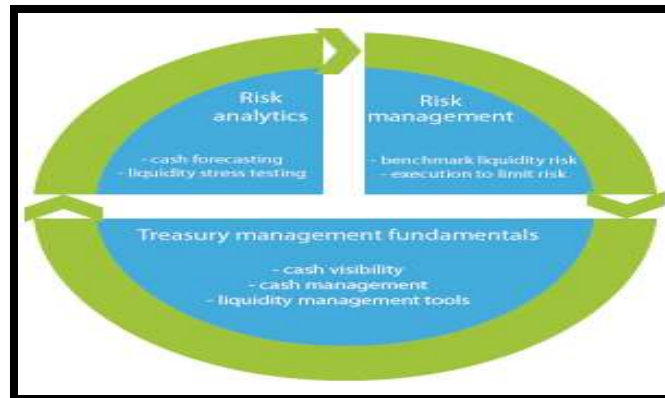 Risk
analytics
- cash forecasting
- liquidity stress testing
Risk
management
- benchmark liquidity risk
- execution to limit risk
Treasury management fundamentals
- cash visibility
- cash management
- liquidity management tools